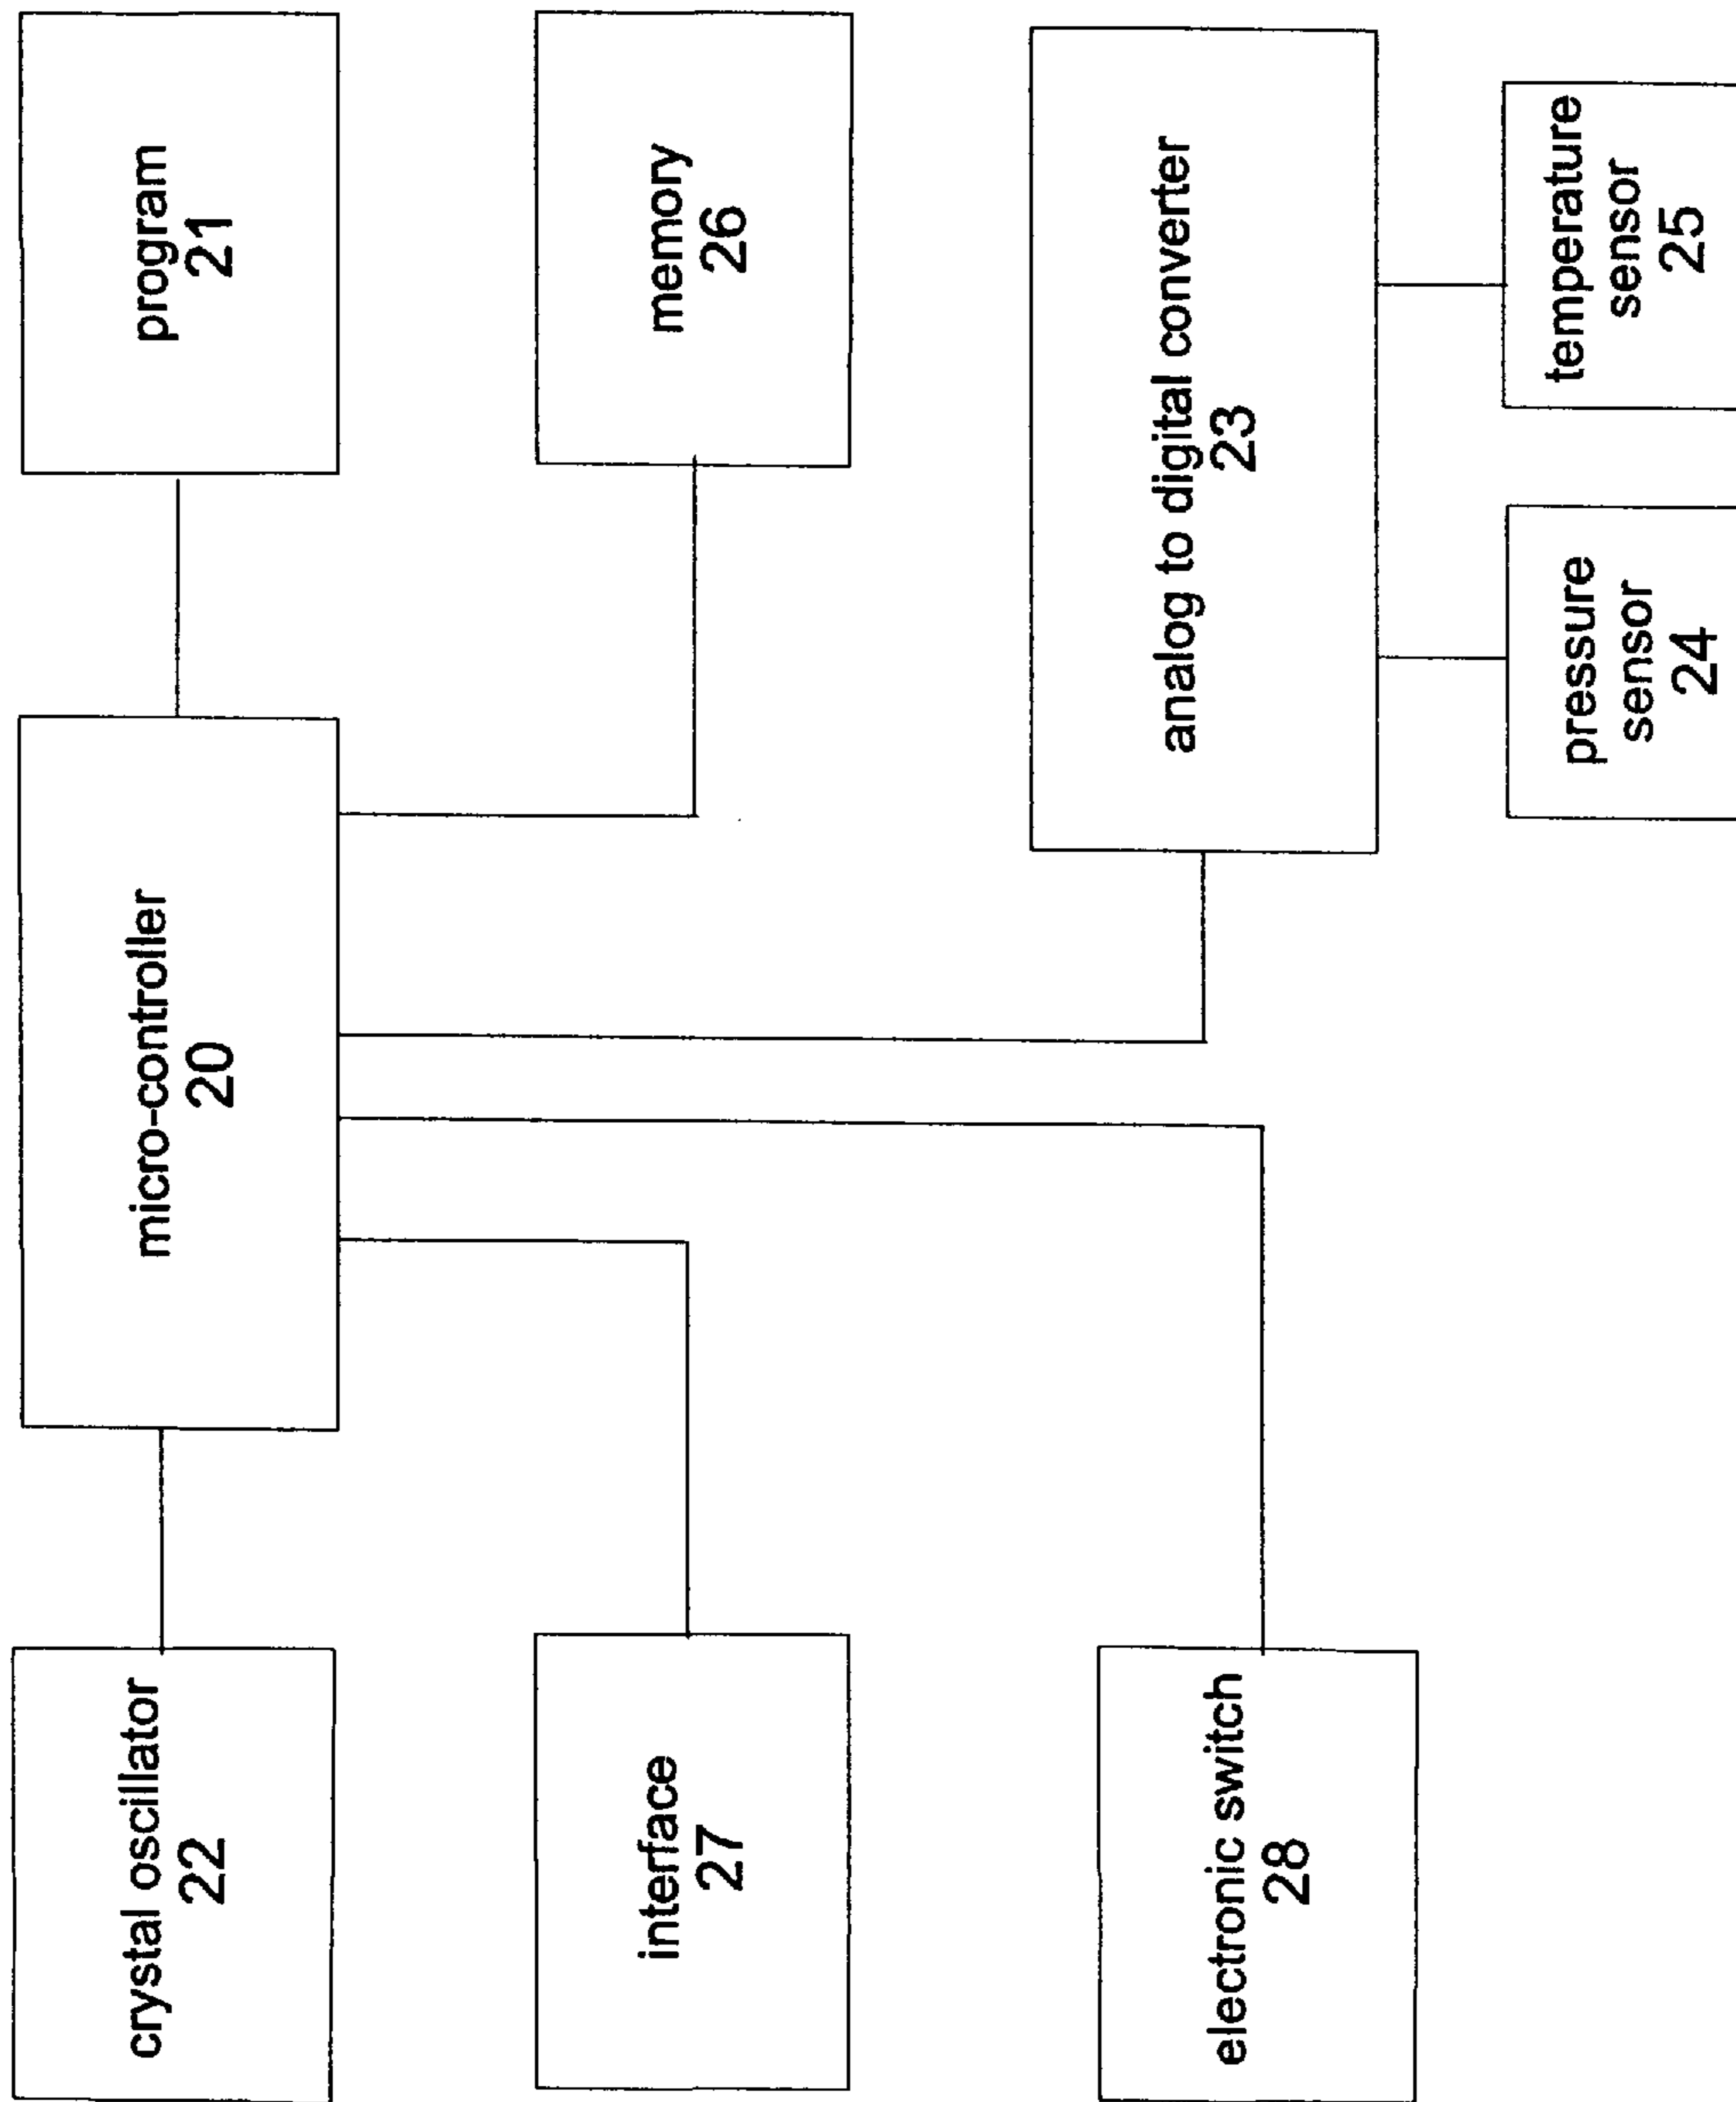 crystal oscillator
22
micro-controller
20
program
21
interface
27
memory
26
electronic switch
28
analog to digital converter
23
pressure
sensor
24
temperature
sensor
25